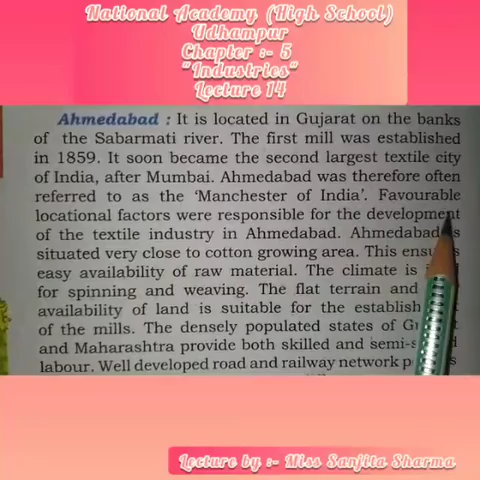 National Academy (High School)
Udhampur
Chapter :- 5
"Industries"
Lecture 14
Ahmedabad : It is located in Gujarat on the banks
of the Sabarmati river. The first mill was established
in 1859. It soon became the second largest textile city
of India, after Mumbai. Ahmedabad was therefore often
referred to as the ‘Manchester of India’. Favourable
locational factors were responsible for the development
of the textile industry in Ahmedabad. Ahmedabad is
situated very close to cotton growing area. This
easy availability of raw material. The climate is
for spinning and weaving. The flat terrain and
availability of land is suitable for the
of the mills. The densely populated states of
and Maharashtra provide both skilled and
labour. Well developed road and railway network
Lecture by :- Miss Sanjita Sharma